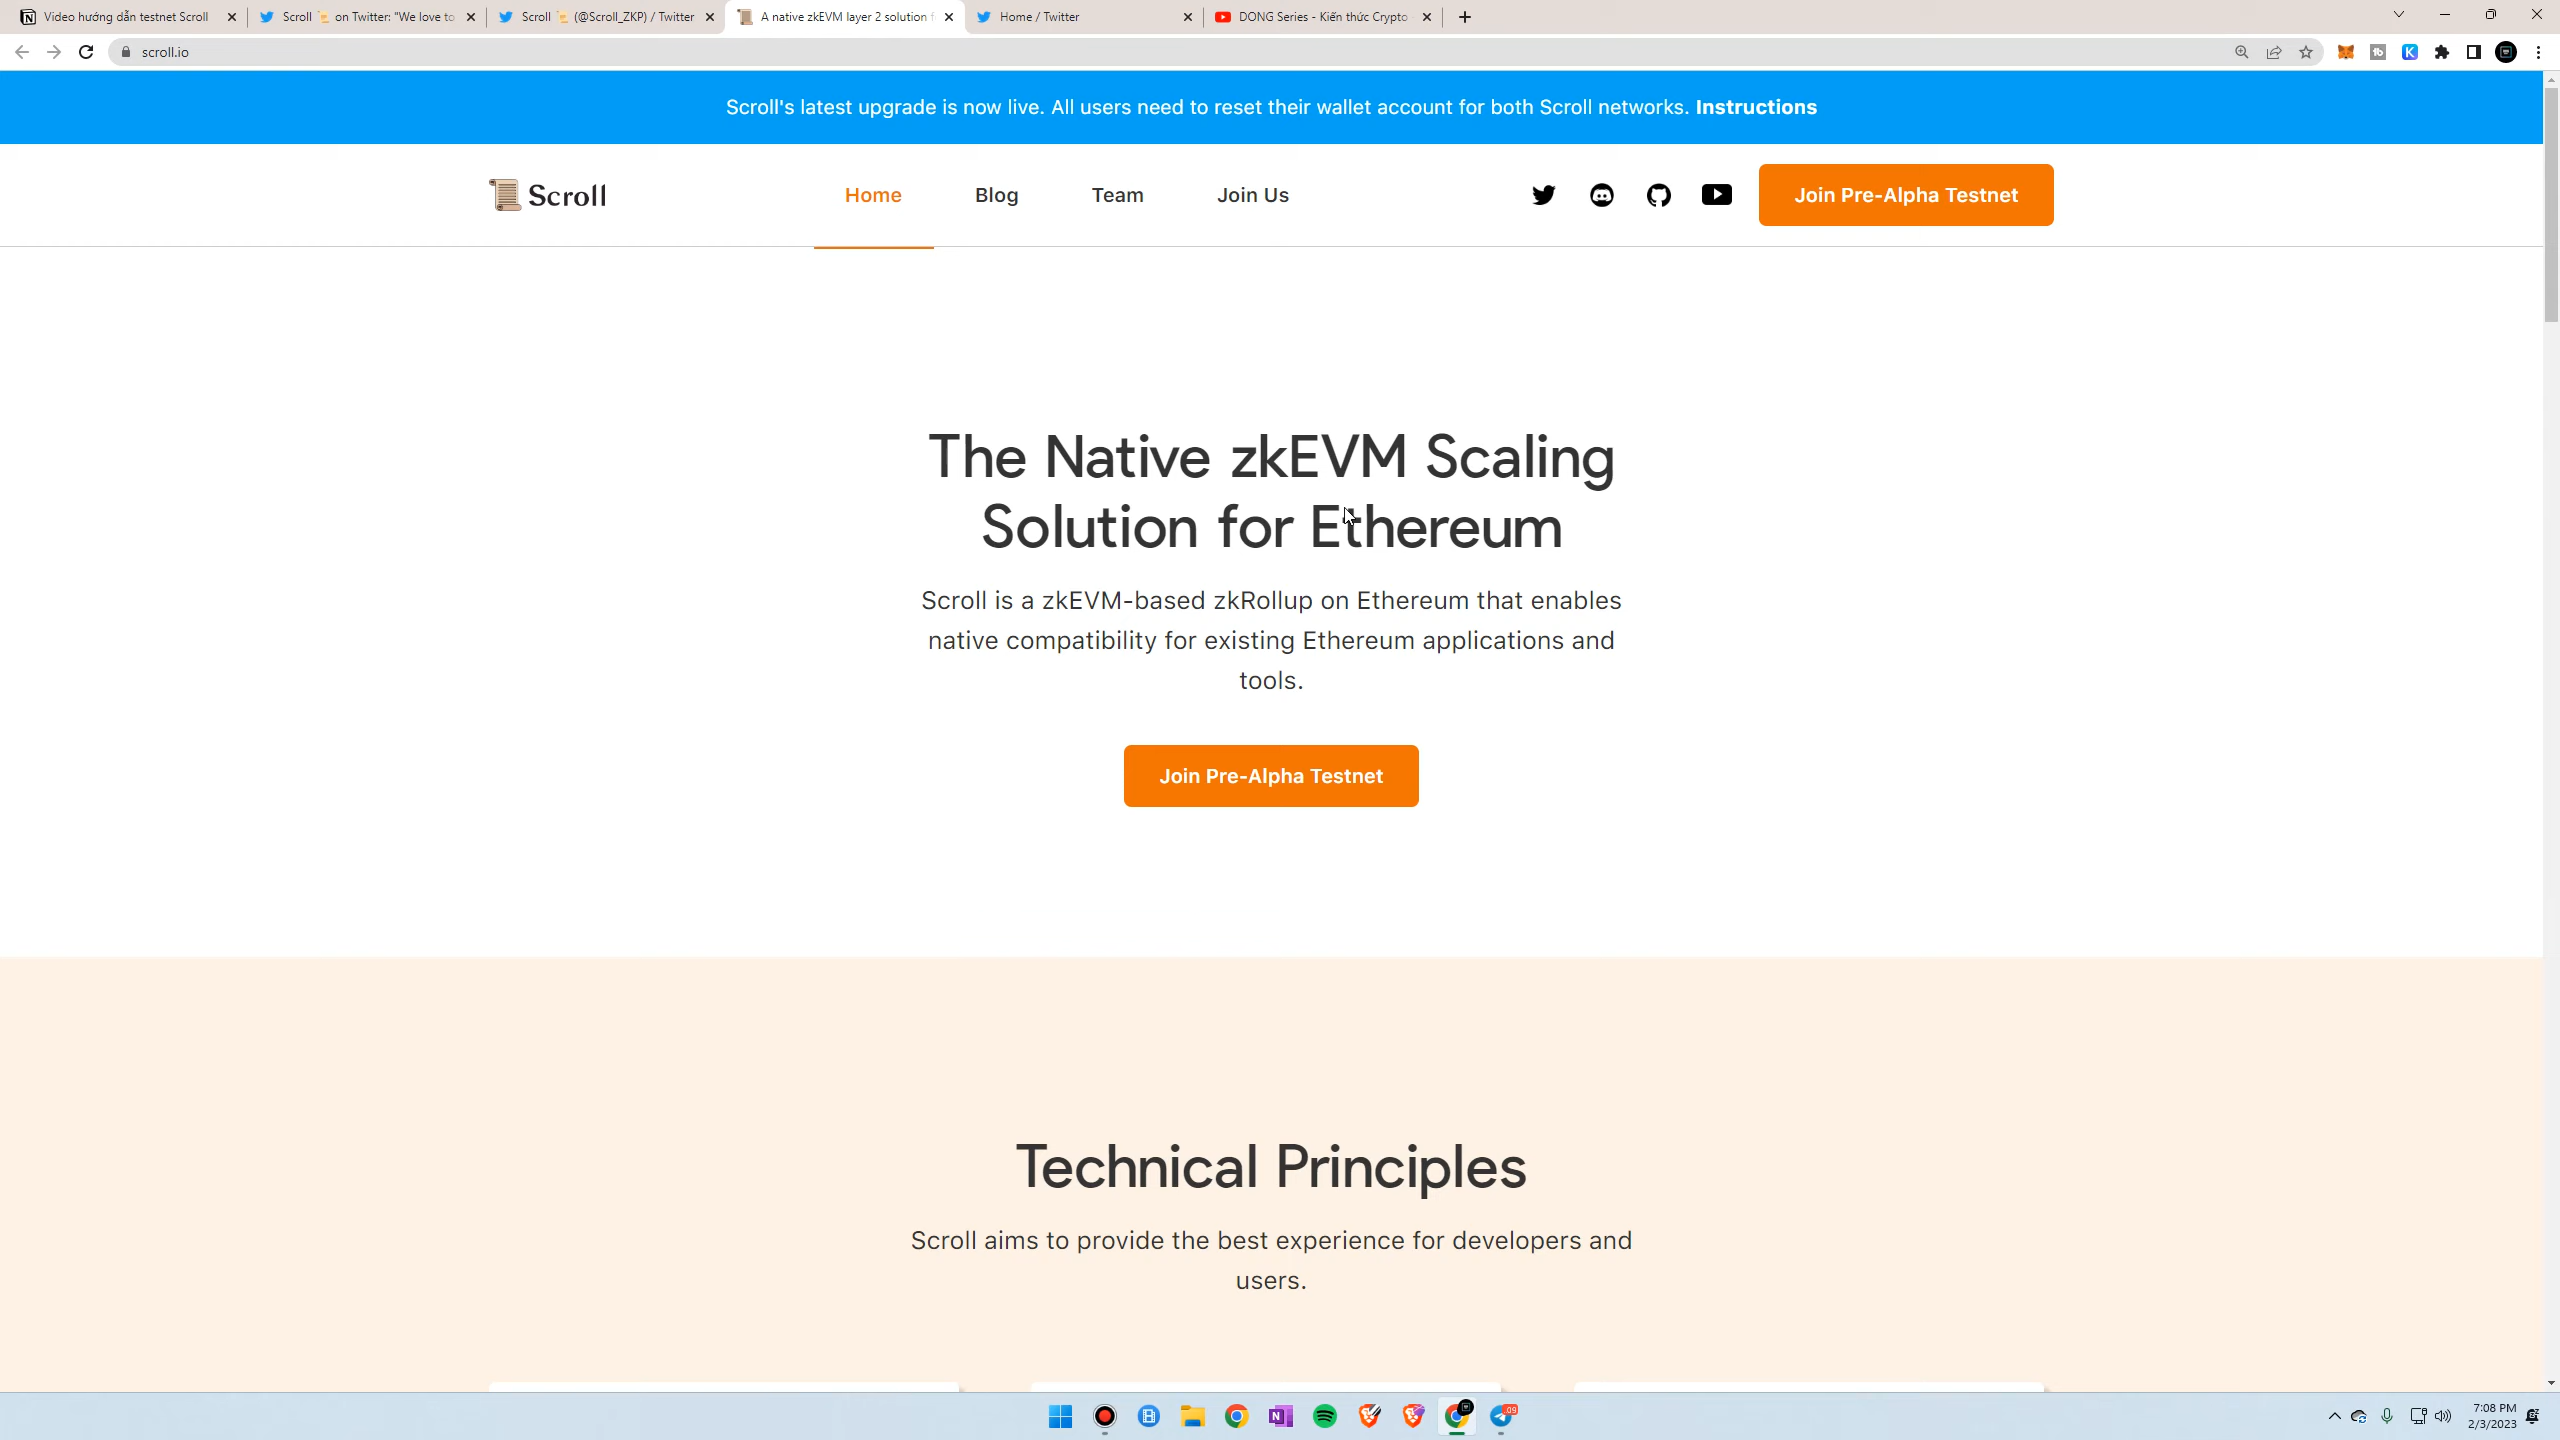 Video hướng dẫn testnet Scroll
Scroll 📜 on Twitter: "We love to
Scroll 📜 (@Scroll_ZKP) / Twitter
A native zkEVM layer 2 solution f
Home / Twitter
DONG Series - Kiến thức Crypto
scroll.io
Scroll's latest upgrade is now live. All users need to reset their wallet account for both Scroll networks. Instructions
Scroll
Home
Blog
Team
Join Us
Join Pre-Alpha Testnet
The Native zkEVM Scaling
Solution for Ethereum
Scroll is a zkEVM-based zkRollup on Ethereum that enables
native compatibility for existing Ethereum applications and
tools.
Join Pre-Alpha Testnet
Technical Principles
Scroll aims to provide the best experience for developers and
users.
7:08 PM
2/3/2023